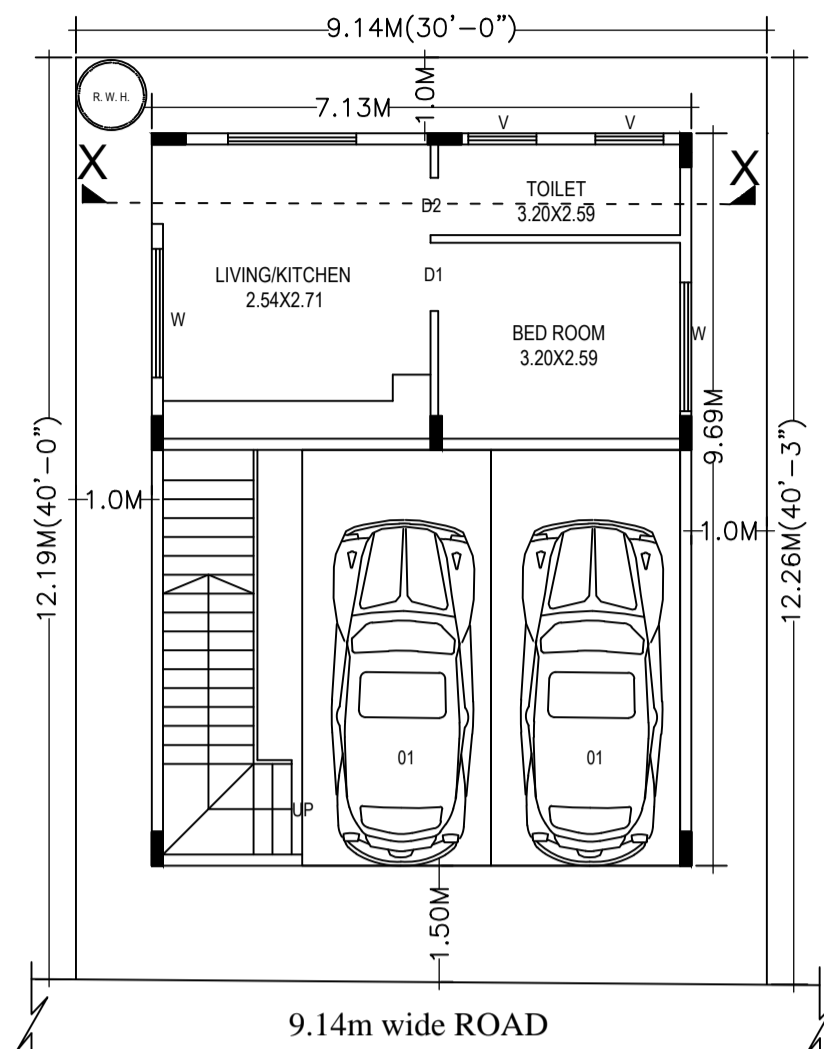 9.14M(30'-0")
R. W. H.
1.0M
7.13M
V
V
X
X
TOILET
3.20X2.59
D2
LIVING/KITCHEN
2.54X2.71
D1
W
BED ROOM
3.20X2.59
W
9.69M
12.19M(40'-0")
12.26M(40'-3")
1.0M
1.0M
01
01
UP
1.50M
9.14m wide ROAD